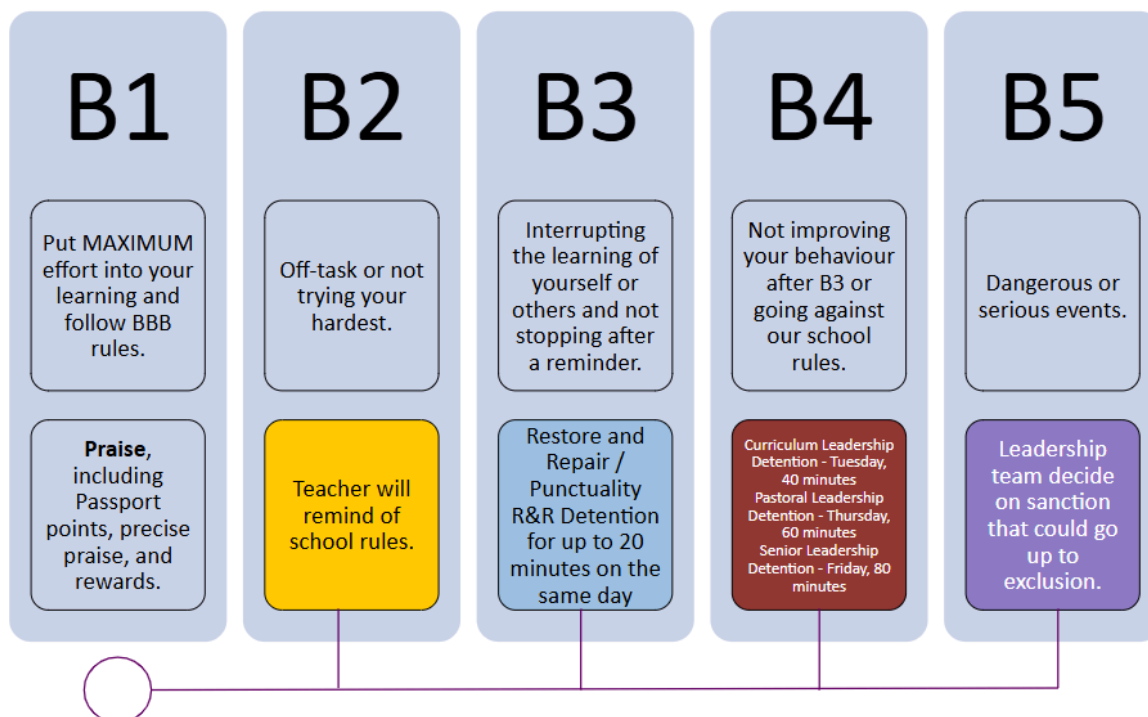 B1
Put MAXIMUM
effort into your
learning and
follow BBB
rules.
Praise,
including
Passport
points, precise
praise, and
rewards.
B2
Off-task or not
trying your
hardest.
Teacher will
remind of
school rules.
B3
Interrupting
the learning of
yourself or
others and not
stopping after
a reminder.
Restore and
Repair /
Punctuality
R&R Detention
for up to 20
minutes on the
same day
B4
Not improving
your behaviour
after B3 or
going against
our school
rules.
Curriculum Leadership
Detention - Tuesday,
40 minutes
Pastoral Leadership
Detention - Thursday,
60 minutes
Senior Leadership
Detention - Friday, 80
minutes
B5
Dangerous or
serious events.
Leadership
team decide
on sanction
that could go
up to
exclusion.